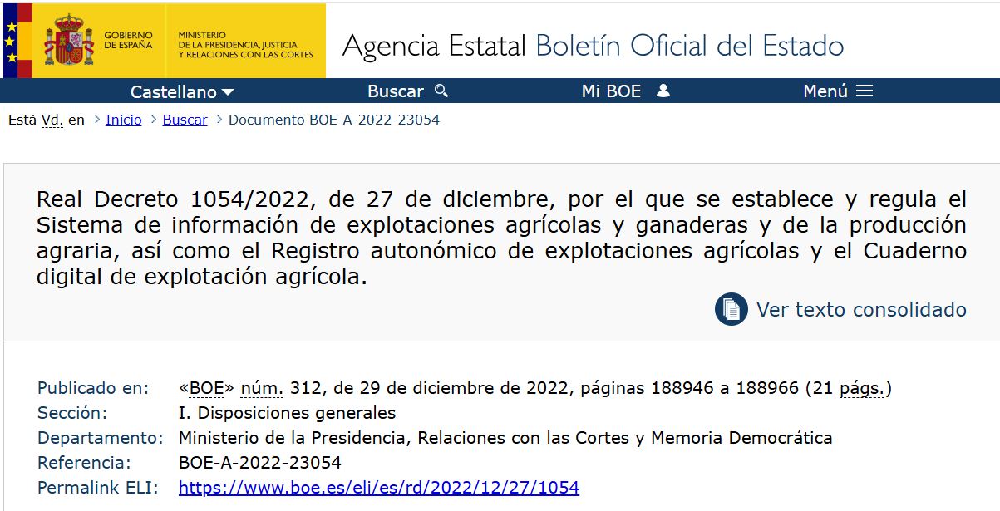 GOBIERNO
DE ESPAÑA
MINISTERIO
DE LA PRESIDENCIA, JUSTICIA
Y RELACIONES CON LAS CORTES
Agencia Estatal Boletín Oficial del Estado
Castellano
Buscar
Mi BOE
Menú
Está Vd. en > Inicio > Buscar > Documento BOE-A-2022-23054
Real Decreto 1054/2022, de 27 de diciembre, por el que se establece y regula el
Sistema de información de explotaciones agrícolas y ganaderas y de la producción
agraria, así como el Registro autonómico de explotaciones agrícolas y el Cuaderno
digital de explotación agrícola.
Ver texto consolidado
Publicado en: «BOE» núm. 312, de 29 de diciembre de 2022, páginas 188946 a 188966 (21 págs.)
Sección: I. Disposiciones generales
Departamento: Ministerio de la Presidencia, Relaciones con las Cortes y Memoria Democrática
Referencia: BOE-A-2022-23054
Permalink ELI: https://www.boe.es/eli/es/rd/2022/12/27/1054